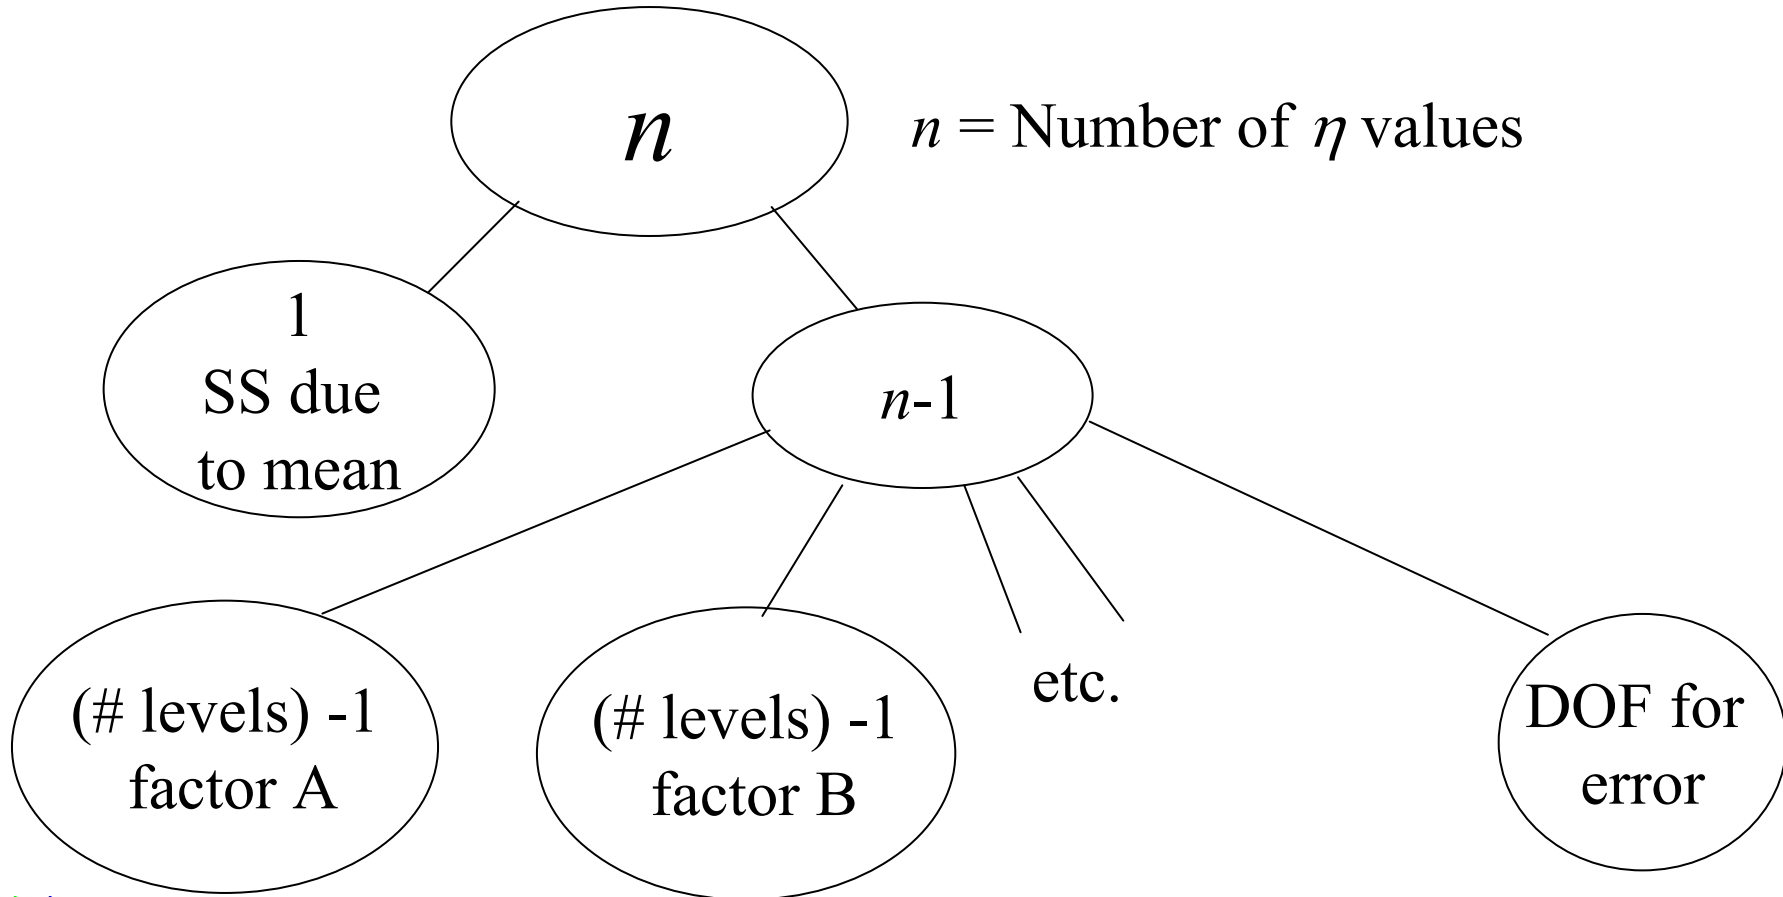 n
n = Number of η values
1
SS due
to mean
n-1
(# levels) -1
factor A
(# levels) -1
factor B
etc.
DOF for
error